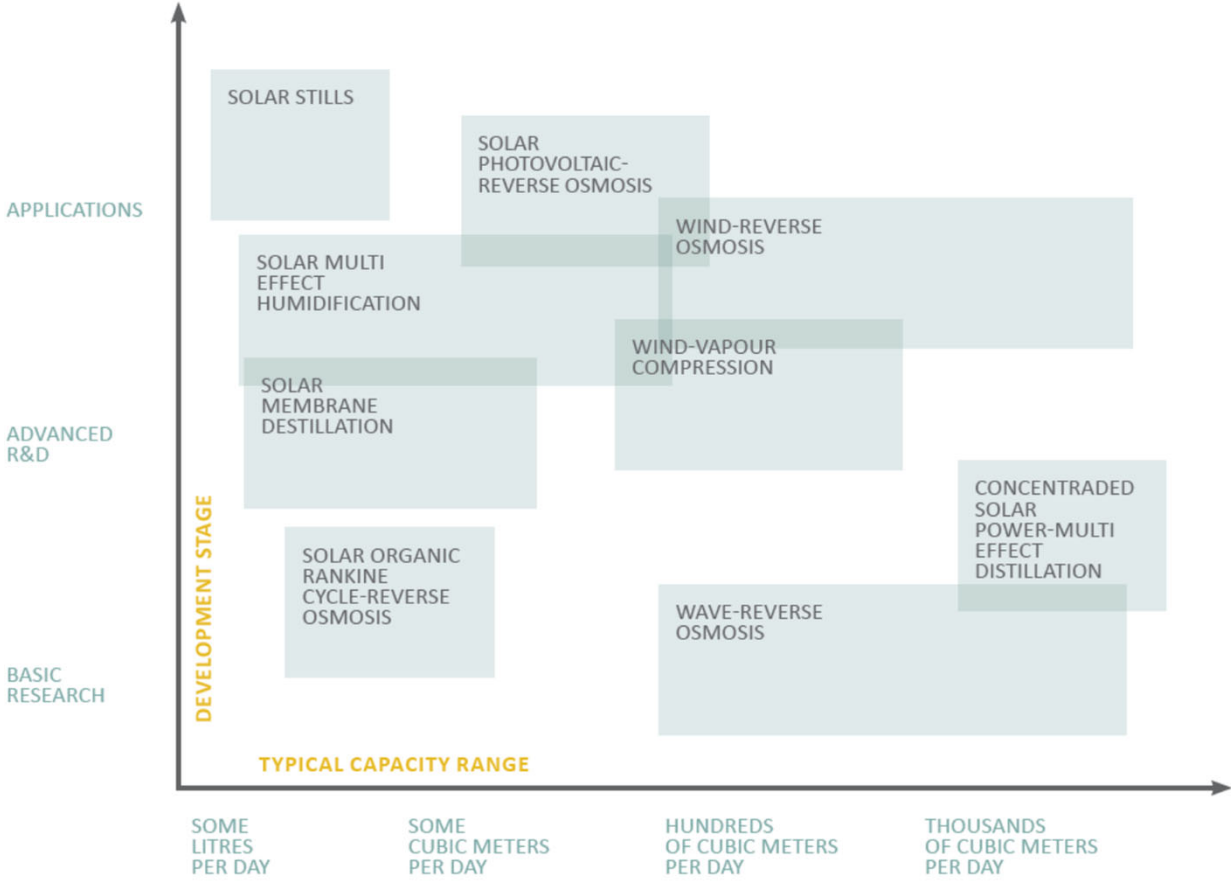 SOLAR STILLS
SOLAR
PHOTOVOLTAIC-
REVERSE OSMOSIS
APPLICATIONS
WIND-REVERSE
OSMOSIS
SOLAR MULTI
EFFECT
HUMIDIFICATION
WIND-VAPOUR
COMPRESSION
SOLAR
MEMBRANE
DESTILLATION
ADVANCED
R&D
CONCENTRADED
SOLAR
POWER-MULTI
EFFECT
DISTILLATION
DEVELOPMENT STAGE
SOLAR ORGANIC
RANKINE
CYCLE-REVERSE
OSMOSIS
WAVE-REVERSE
OSMOSIS
BASIC
RESEARCH
TYPICAL CAPACITY RANGE
SOME
LITRES
PER DAY
SOME
CUBIC METERS
PER DAY
HUNDREDS
OF CUBIC METERS
PER DAY
THOUSANDS
OF CUBIC METERS
PER DAY